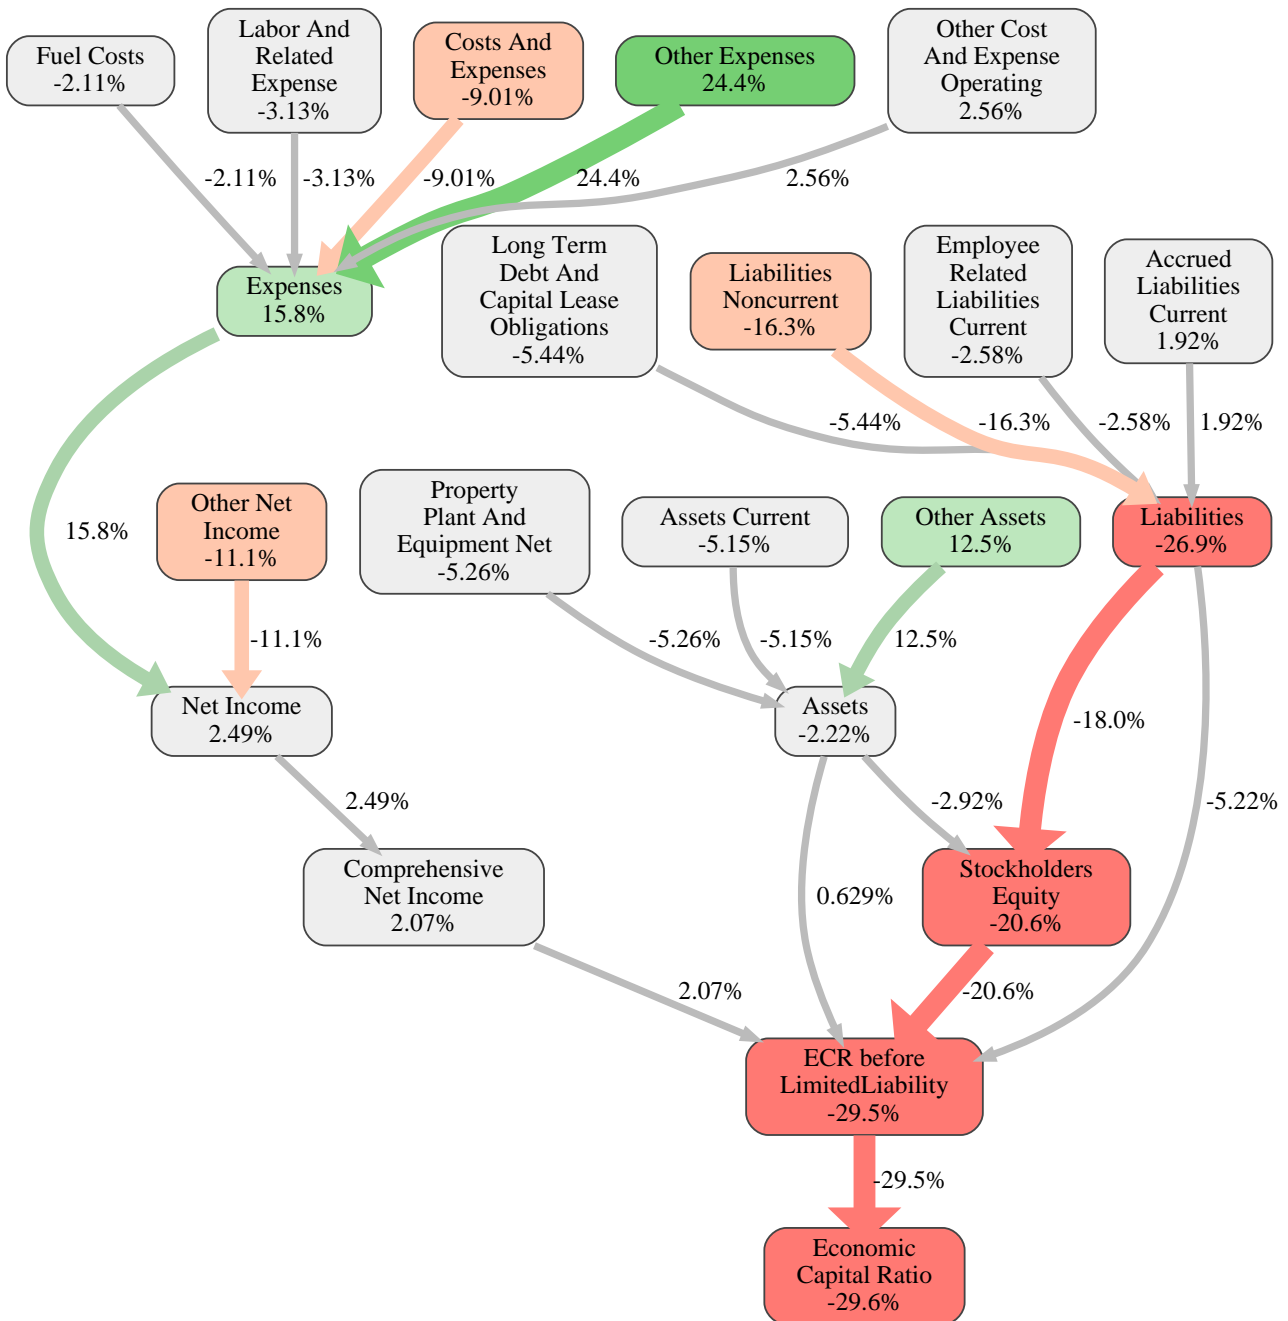 Fuel Costs
-2.11%
Labor And
Related
Expense
-3.13%
Costs And
Expenses
-9.01%
Other Expenses
24.4%
Other Cost
And Expense
Operating
2.56%
-2.11%
-3.13%
-9.01%
24.4%
2.56%
Expenses
15.8%
Long Term
Debt And
Capital Lease
Obligations
-5.44%
Liabilities
Noncurrent
-16.3%
Employee
Related
Liabilities
Current
-2.58%
Accrued
Liabilities
Current
1.92%
-5.44%
-16.3%
-2.58%
1.92%
15.8%
Other Net
Income
-11.1%
Property
Plant And
Equipment Net
-5.26%
Assets Current
-5.15%
Other Assets
12.5%
Liabilities
-26.9%
-11.1%
-5.26%
-5.15%
12.5%
Net Income
2.49%
Assets
-2.22%
-18.0%
2.49%
-2.92%
-5.22%
Comprehensive
Net Income
2.07%
0.629%
Stockholders
Equity
-20.6%
2.07%
-20.6%
ECR before
LimitedLiability
-29.5%
-29.5%
Economic
Capital Ratio
-29.6%